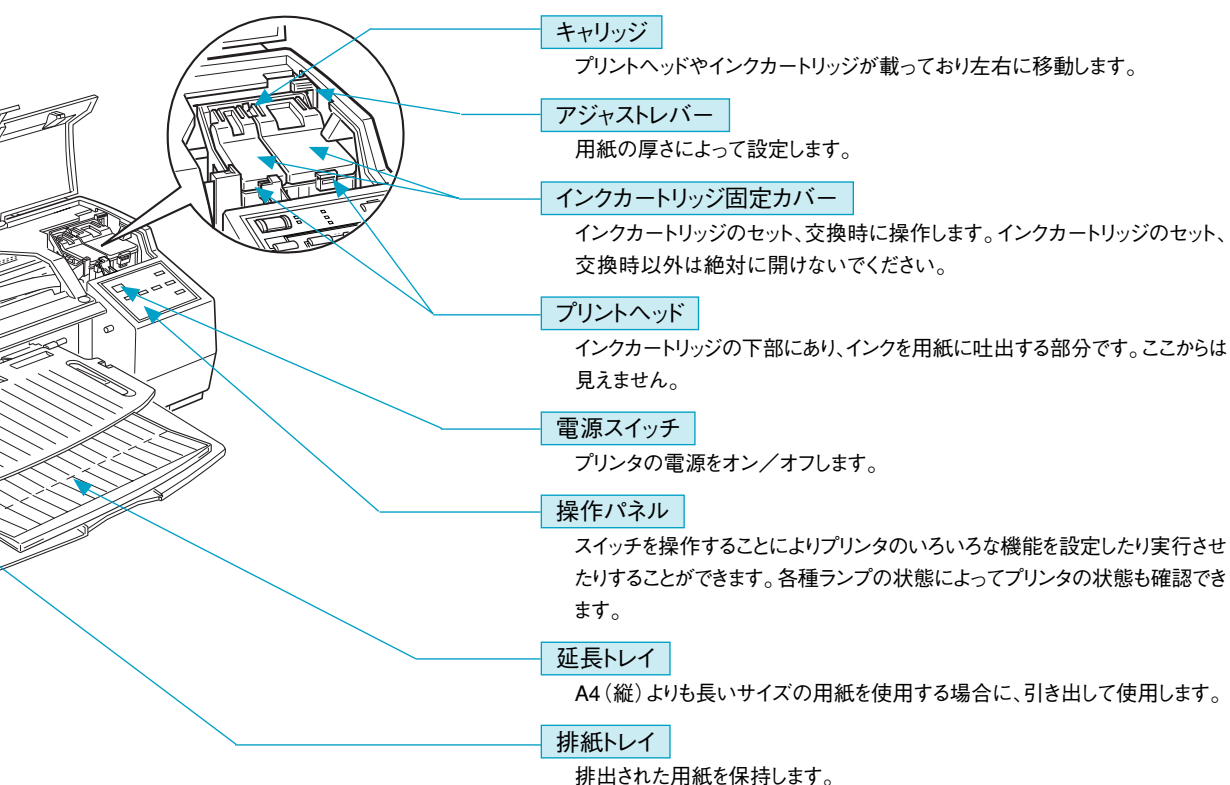 キャリッジ
プリントヘッドやインクカートリッジが載っており左右に移動します。
アジャストレバー
用紙の厚さによって設定します。
インクカートリッジ固定カバー
インクカートリッジのセット、交換時に操作します。インクカートリッジのセット、
交換時以外は絶対に開けないでください。
プリントヘッド
インクカートリッジの下部にあり、インクを用紙に吐出する部分です。ここからは
見えません。
電源スイッチ
プリンタの電源をオン／オフします。
操作パネル
スイッチを操作することによりプリンタのいろいろな機能を設定したり実行させ
たりすることができます。各種ランプの状態によってプリンタの状態も確認でき
ます。
延長トレイ
A4（縦）よりも長いサイズの用紙を使用する場合に、引き出して使用します。
排紙トレイ
排出された用紙を保持します。